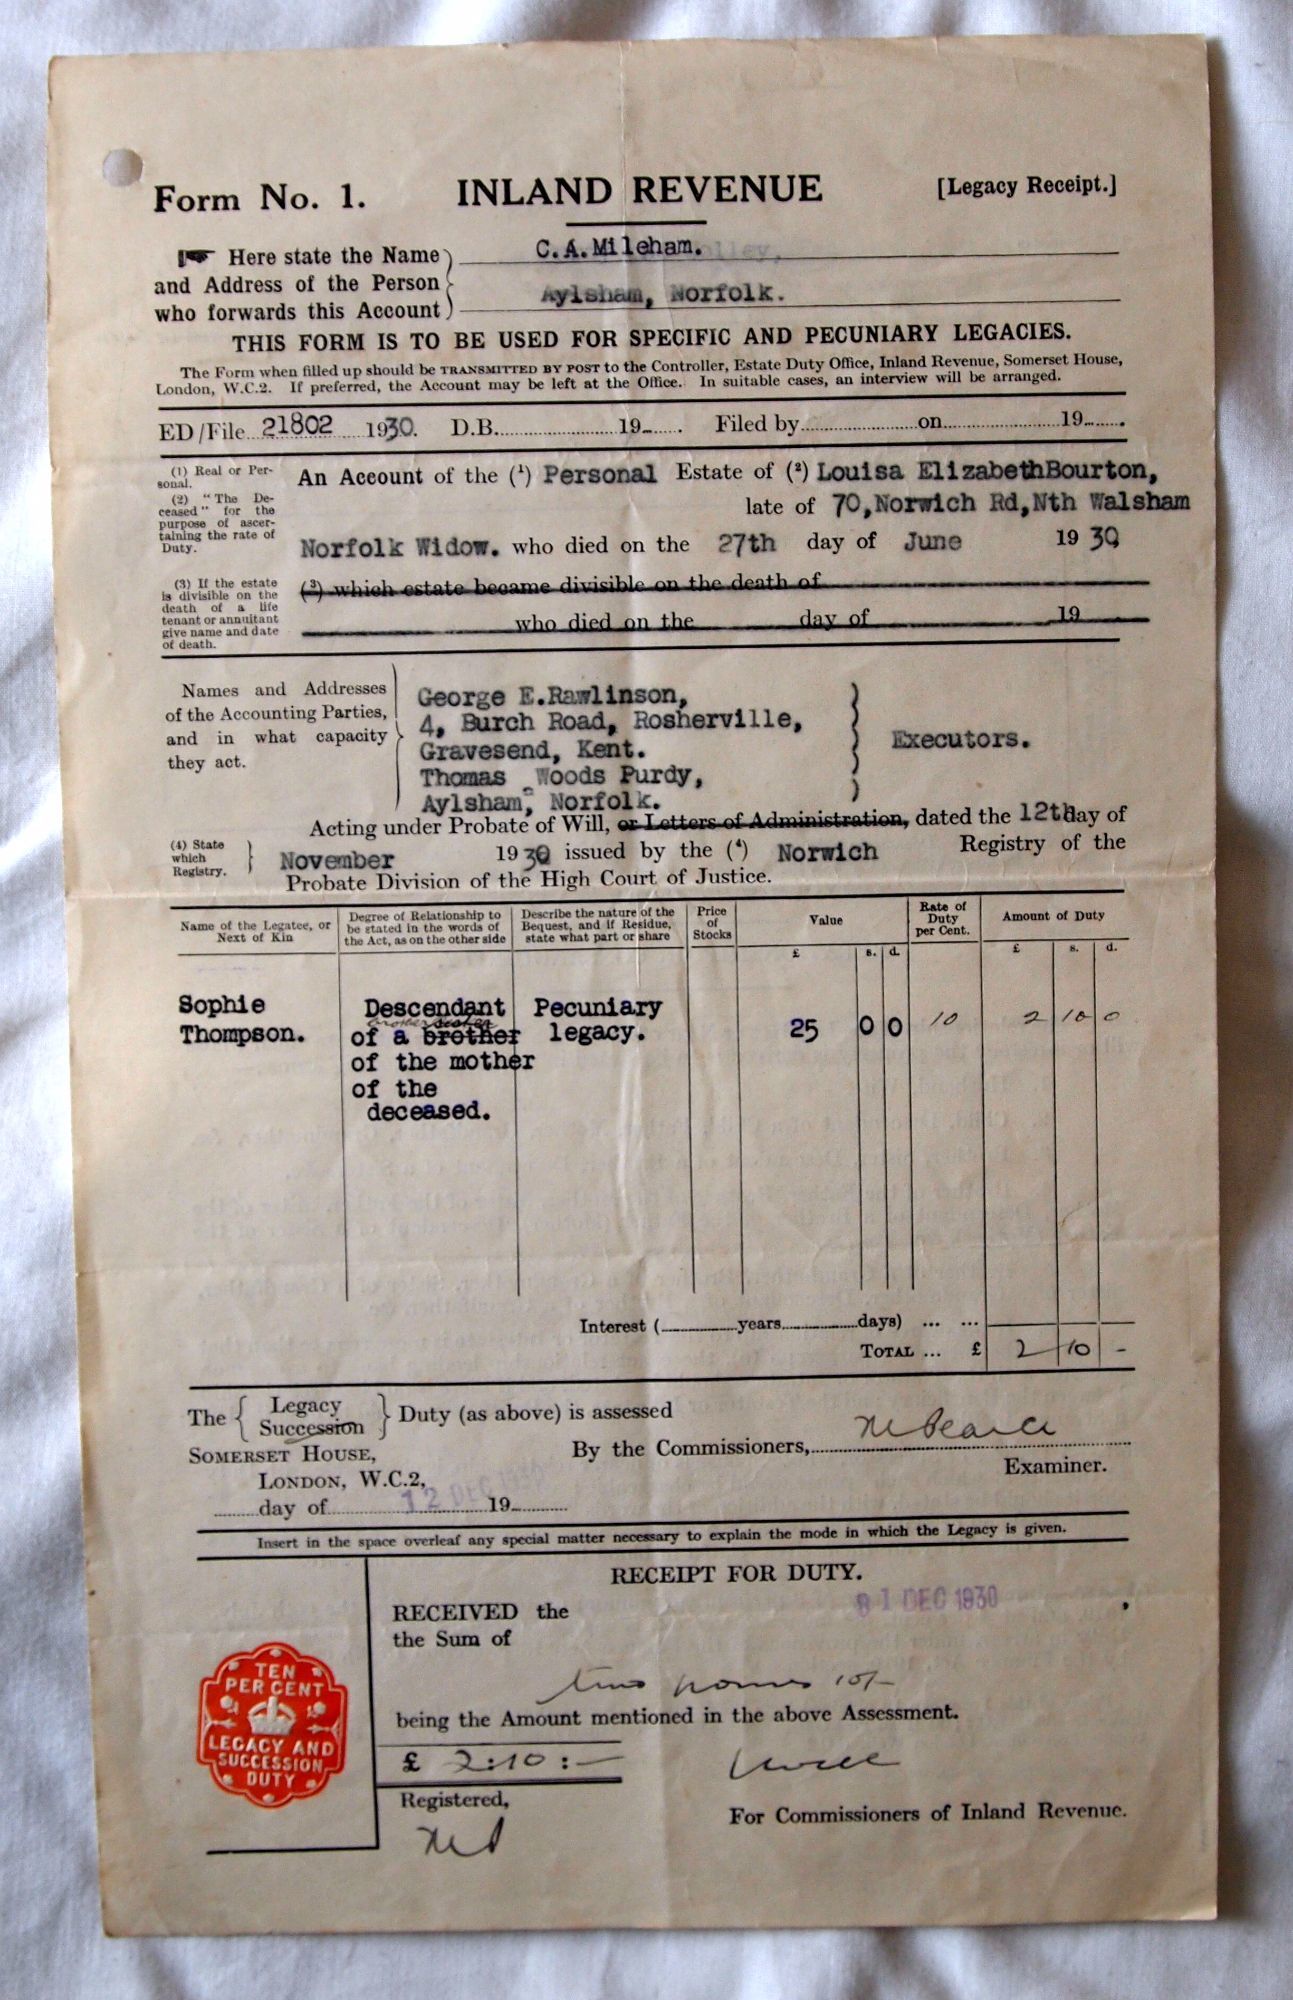 Form No. 1. INLAND REVENUE [Legacy Receipt.]
Here state the Name C. A. Mileham.
and Address of the Person Aylsham, Norfolk.
who forwards this Account
THIS FORM IS TO BE USED FOR SPECIFIC AND PECUNIARY LEGACIES.
The Form when filled up should be TRANSMITTED BY POST to the Controller, Estate Duty Office, Inland Revenue, Somerset House,
London, W.C.2. If preferred, the Account may be left at the Office. In suitable cases, an interview will be arranged.
ED/File 21802 1930. D.B. 19 . Filed by on 19 .
(1) Real or Per-
sonal.
(2) "The De-
ceased" for the
purpose of ascer-
taining the rate of
Duty.
An Account of the (1) Personal Estate of (2) Louisa ElizabethBourton,
late of 70,Norwich Rd,Nth Walsham
Norfolk Widow. who died on the 27th day of June 1930
(3) If the estate
is divisible on the
death of a life
tenant or annuitant
give name and date
of death.
(3) which estate became divisible on the death of
who died on the day of 19
Names and Addresses
of the Accounting Parties,
and in what capacity
they act.
George E.Rawlinson,
4, Burch Road, Rosherville,
Gravesend, Kent.
Thomas Woods Purdy,
Aylsham, Norfolk.
Executors.
Acting under Probate of Will, or Letters of Administration, dated the 12th day of
(4) State
which
Registry.
November 1930 issued by the (4) Norwich Registry of the
Probate Division of the High Court of Justice.
Name of the Legatee, or
Next of Kin
Degree of Relationship to
be stated in the words of
the Act, as on the other side
Describe the nature of the
Bequest, and if Residue,
state what part or share
Price
of
Stocks
Value
Rate of
Duty
per Cent.
Amount of Duty
£ s. d. £ s. d.
Sophie
Thompson.
Descendant
sister
of a brother
of the mother
of the
deceased.
Pecuniary
legacy.
25 0 0 10 2 10 0
Interest ( years days) ... ...
TOTAL ... £ 2 10 -
The Legacy Succession Duty (as above) is assessed
SOMERSET HOUSE,
By the Commissioners,
Examiner.
LONDON, W.C.2,
12 DEC 1930
day of 19
Insert in the space overleaf any special matter necessary to explain the mode in which the Legacy is given.
RECEIPT FOR DUTY.
RECEIVED the 31 DEC 1930
the Sum of
two pounds 10/-
being the Amount mentioned in the above Assessment.
£ 2:10:-
Registered,
For Commissioners of Inland Revenue.
TEN
PER CENT
LEGACY AND
SUCCESSION
DUTY